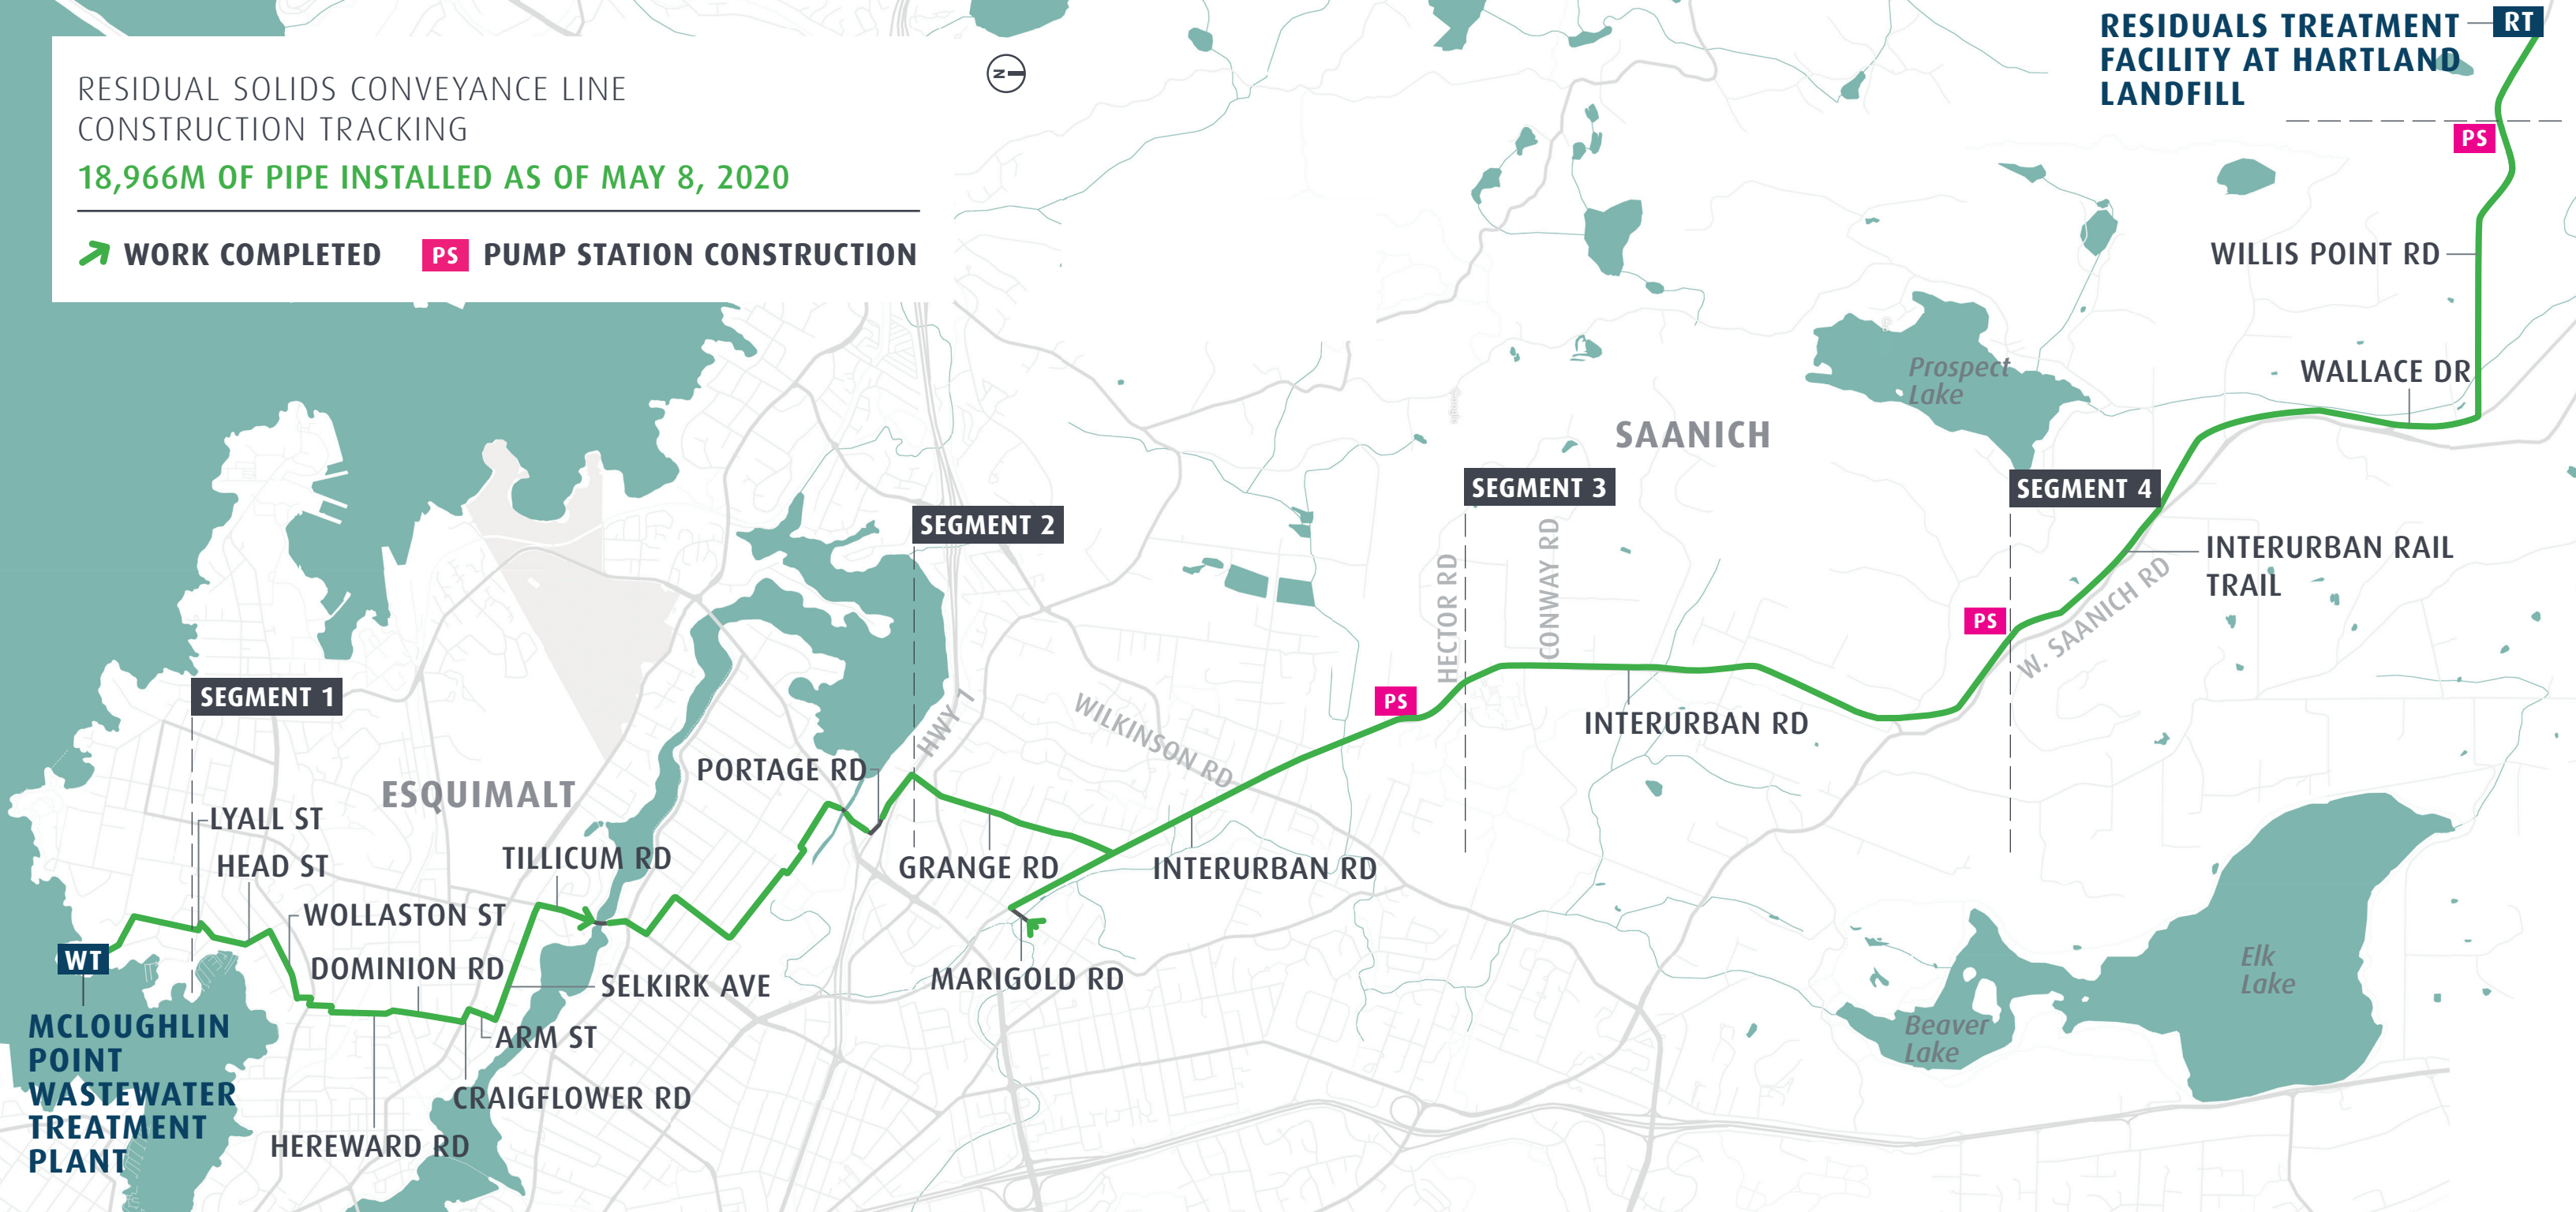 RESIDUALS TREATMENT
FACILITY AT HARTLAND
LANDFILL
RT
RESIDUAL SOLIDS CONVEYANCE LINE
CONSTRUCTION TRACKING
18,966M OF PIPE INSTALLED AS OF MAY 8, 2020
WORK COMPLETED
PS PUMP STATION CONSTRUCTION
N
PS
WILLIS POINT RD
WALLACE DR
Prospect
Lake
SAANICH
SEGMENT 3
SEGMENT 4
SEGMENT 2
HECTOR RD
CONWAY RD
INTERURBAN RAIL
TRAIL
W. SAANICH RD
PS
SEGMENT 1
PS
HWY 1
WILKINSON RD
INTERURBAN RD
PORTAGE RD
ESQUIMALT
LYALL ST
HEAD ST
TILLICUM RD
GRANGE RD
INTERURBAN RD
WOLLASTON ST
WT
DOMINION RD
SELKIRK AVE
MARIGOLD RD
Elk
Lake
MCLOUGHLIN
POINT
WASTEWATER
TREATMENT
PLANT
ARM ST
Beaver
Lake
CRAIGFLOWER RD
HEREWARD RD